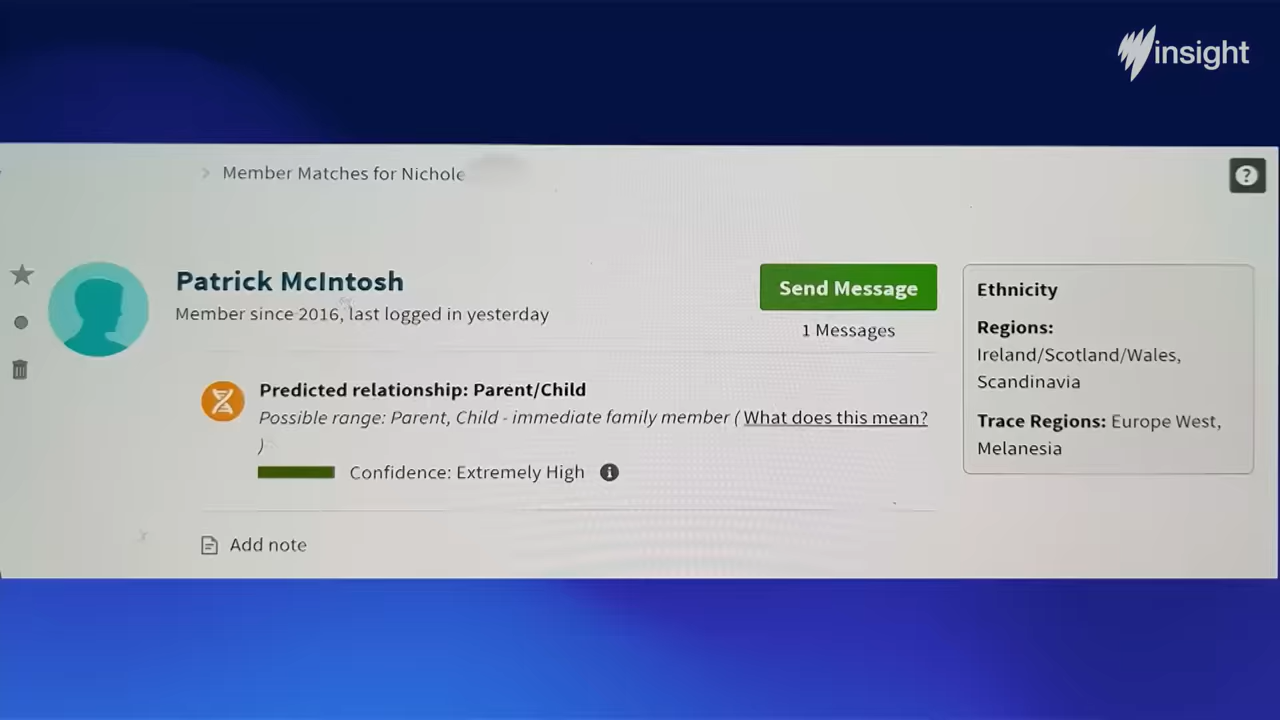 insight
Member Matches for Nichole
Patrick McIntosh
Member since 2016, last logged in yesterday
Send Message
1 Messages
Predicted relationship: Parent/Child
Possible range: Parent, Child - immediate family member ( What does this mean?
)
Confidence: Extremely High
Add note
Ethnicity
Regions:
Ireland/Scotland/Wales,
Scandinavia
Trace Regions: Europe West,
Melanesia